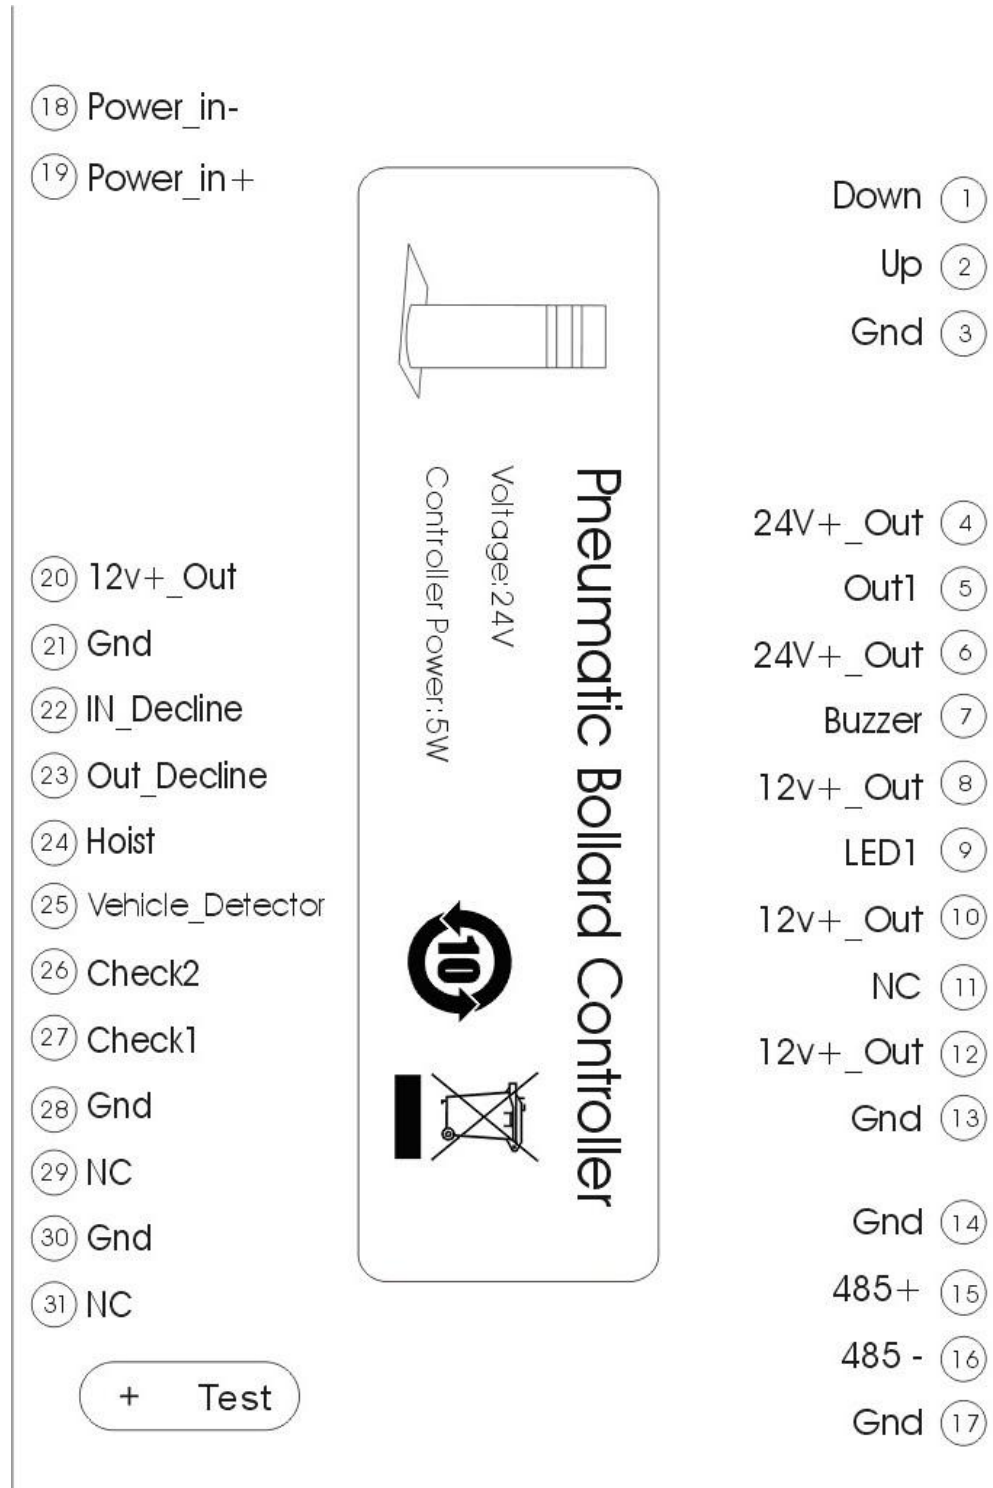 18 Power_in-
19 Power_in+
20 12v+_Out
21 Gnd
22 IN_Decline
23 Out_Decline
24 Hoist
25 Vehicle_Detector
26 Check2
27 Check1
28 Gnd
29 NC
30 Gnd
31 NC
+ Test
Pneumatic Bollard Controller
Voltage:24V
Controller Power:5W
10
Down 1
Up 2
Gnd 3
24V+_Out 4
Out1 5
24V+_Out 6
Buzzer 7
12v+_Out 8
LED1 9
12v+_Out 10
NC 11
12v+_Out 12
Gnd 13
Gnd 14
485+ 15
485 - 16
Gnd 17